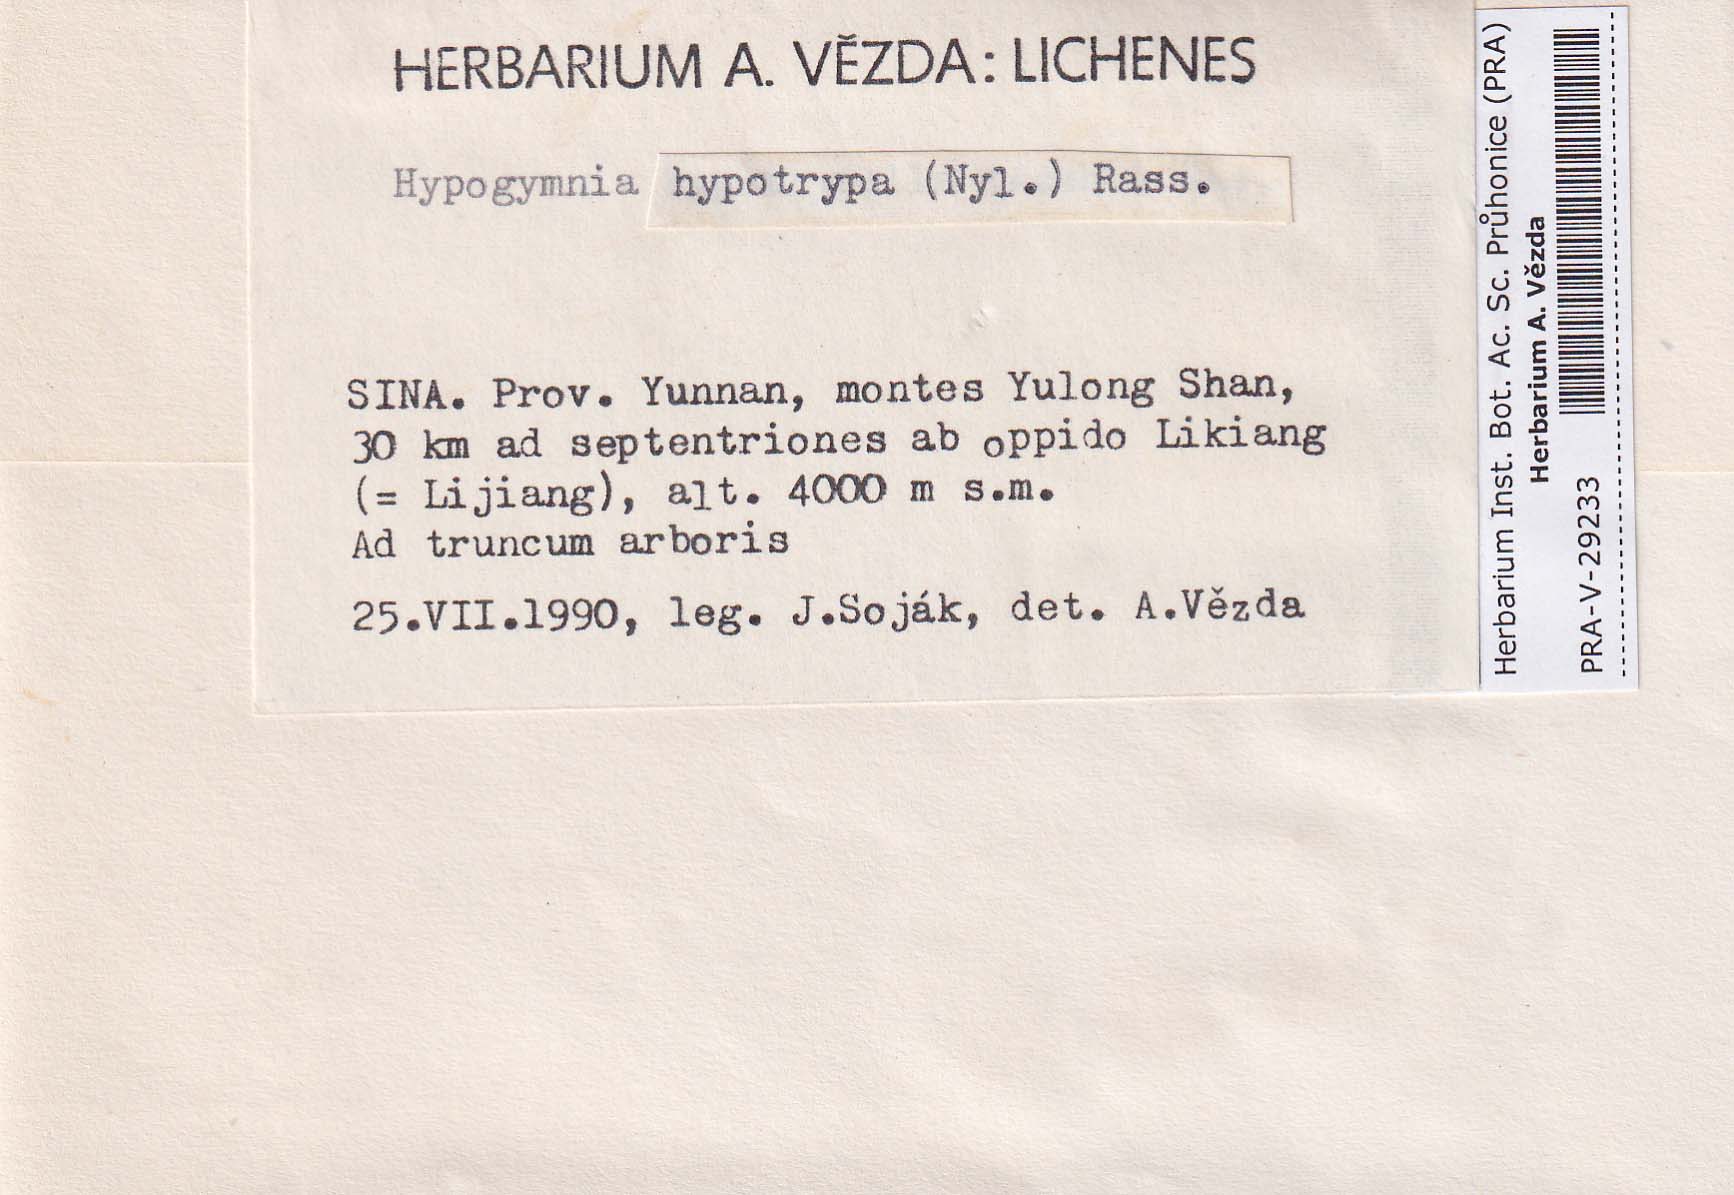 HERBARIUM A. VĚZDA: LICHENES
Hypogymnia hypotrypa (Nyl.) Rass.
SINA. Prov. Yunnan, montes Yulong Shan,
30 km ad septentriones ab oppido Likiang
(= Lijiang), alt. 4000 m s.m.
Ad truncum arboris
25.VII.1990, leg. J.Soják, det. A.Vězda
Herbarium Inst. Bot. Ac. Sc. Průhonice (PRA)
Herbarium A. Vězda
PRA-V-29233